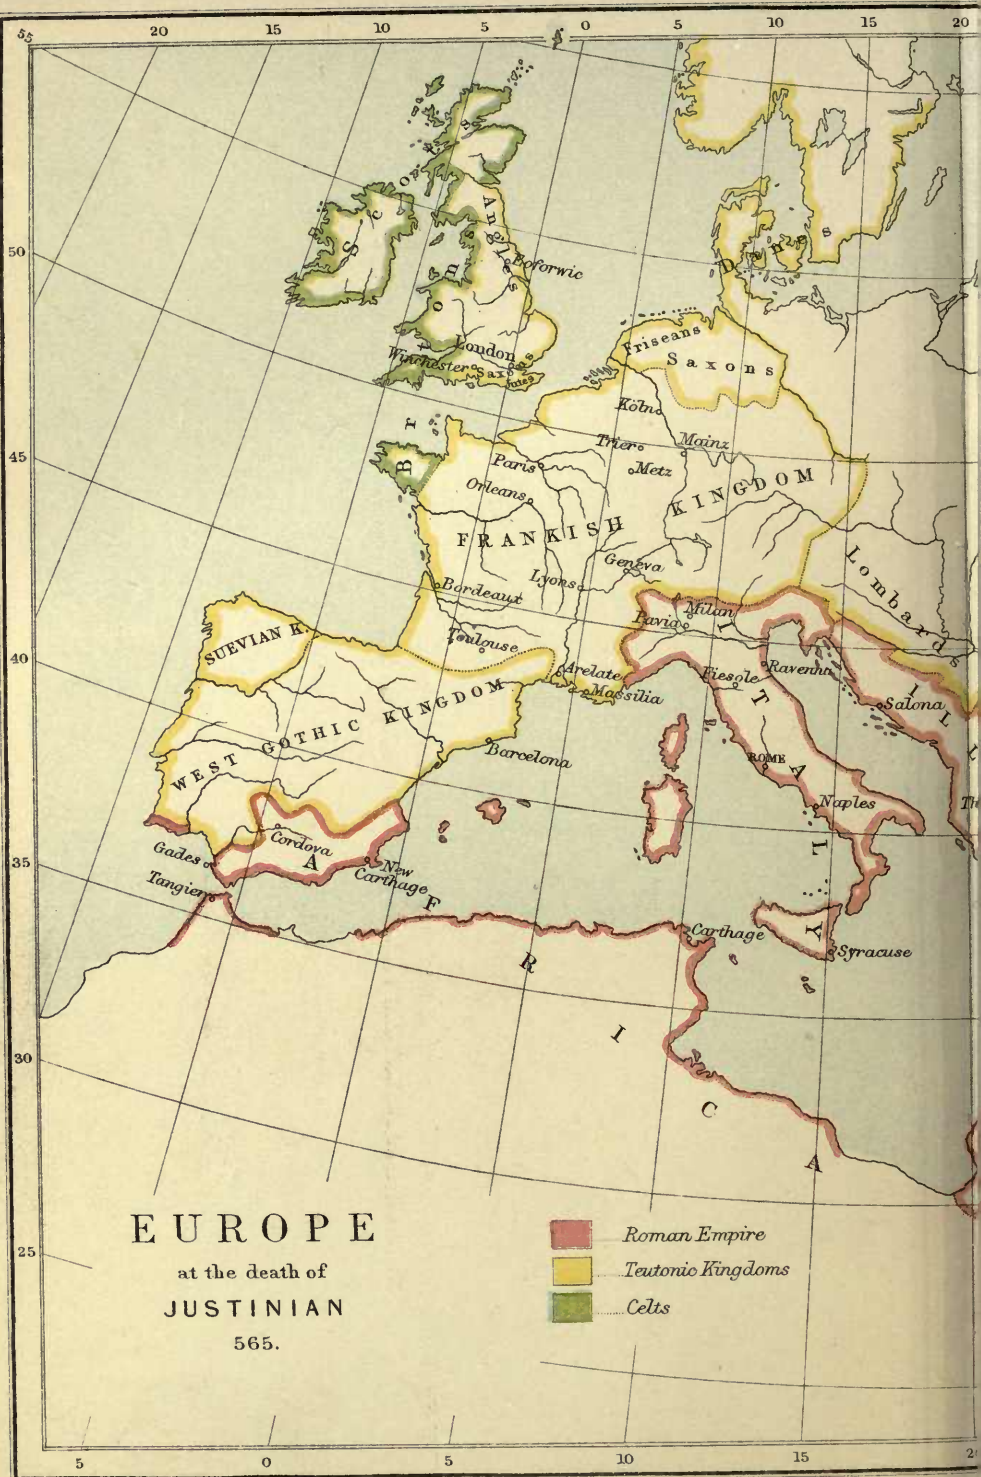 55 20 15 10 5 0 5 10 15 20
50
45
40
35
30
25
5 0 5 10 15
Scots
Angles
Eoforwic
Britons
London
Winchester
Saxons
Jutes
Danes
Friseans
Saxons
Köln
Trier
Mainz
Metz
Paris
Orleans
FRANKISH KINGDOM
Geneva
Lyons
Bordeaux
Toulouse
Lombards
Milan
Pavia
Arelate
Massilia
Fiesole
Ravenna
ITALY
ROME
Naples
Salona
ILL
Th
SUEVIAN K.
WEST GOTHIC KINGDOM
Barcelona
Cordova
Gades
New
Carthage
Tangier
AFRICA
Carthage
Syracuse
EUROPE
at the death of
JUSTINIAN
565.
Roman Empire
Teutonic Kingdoms
Celts